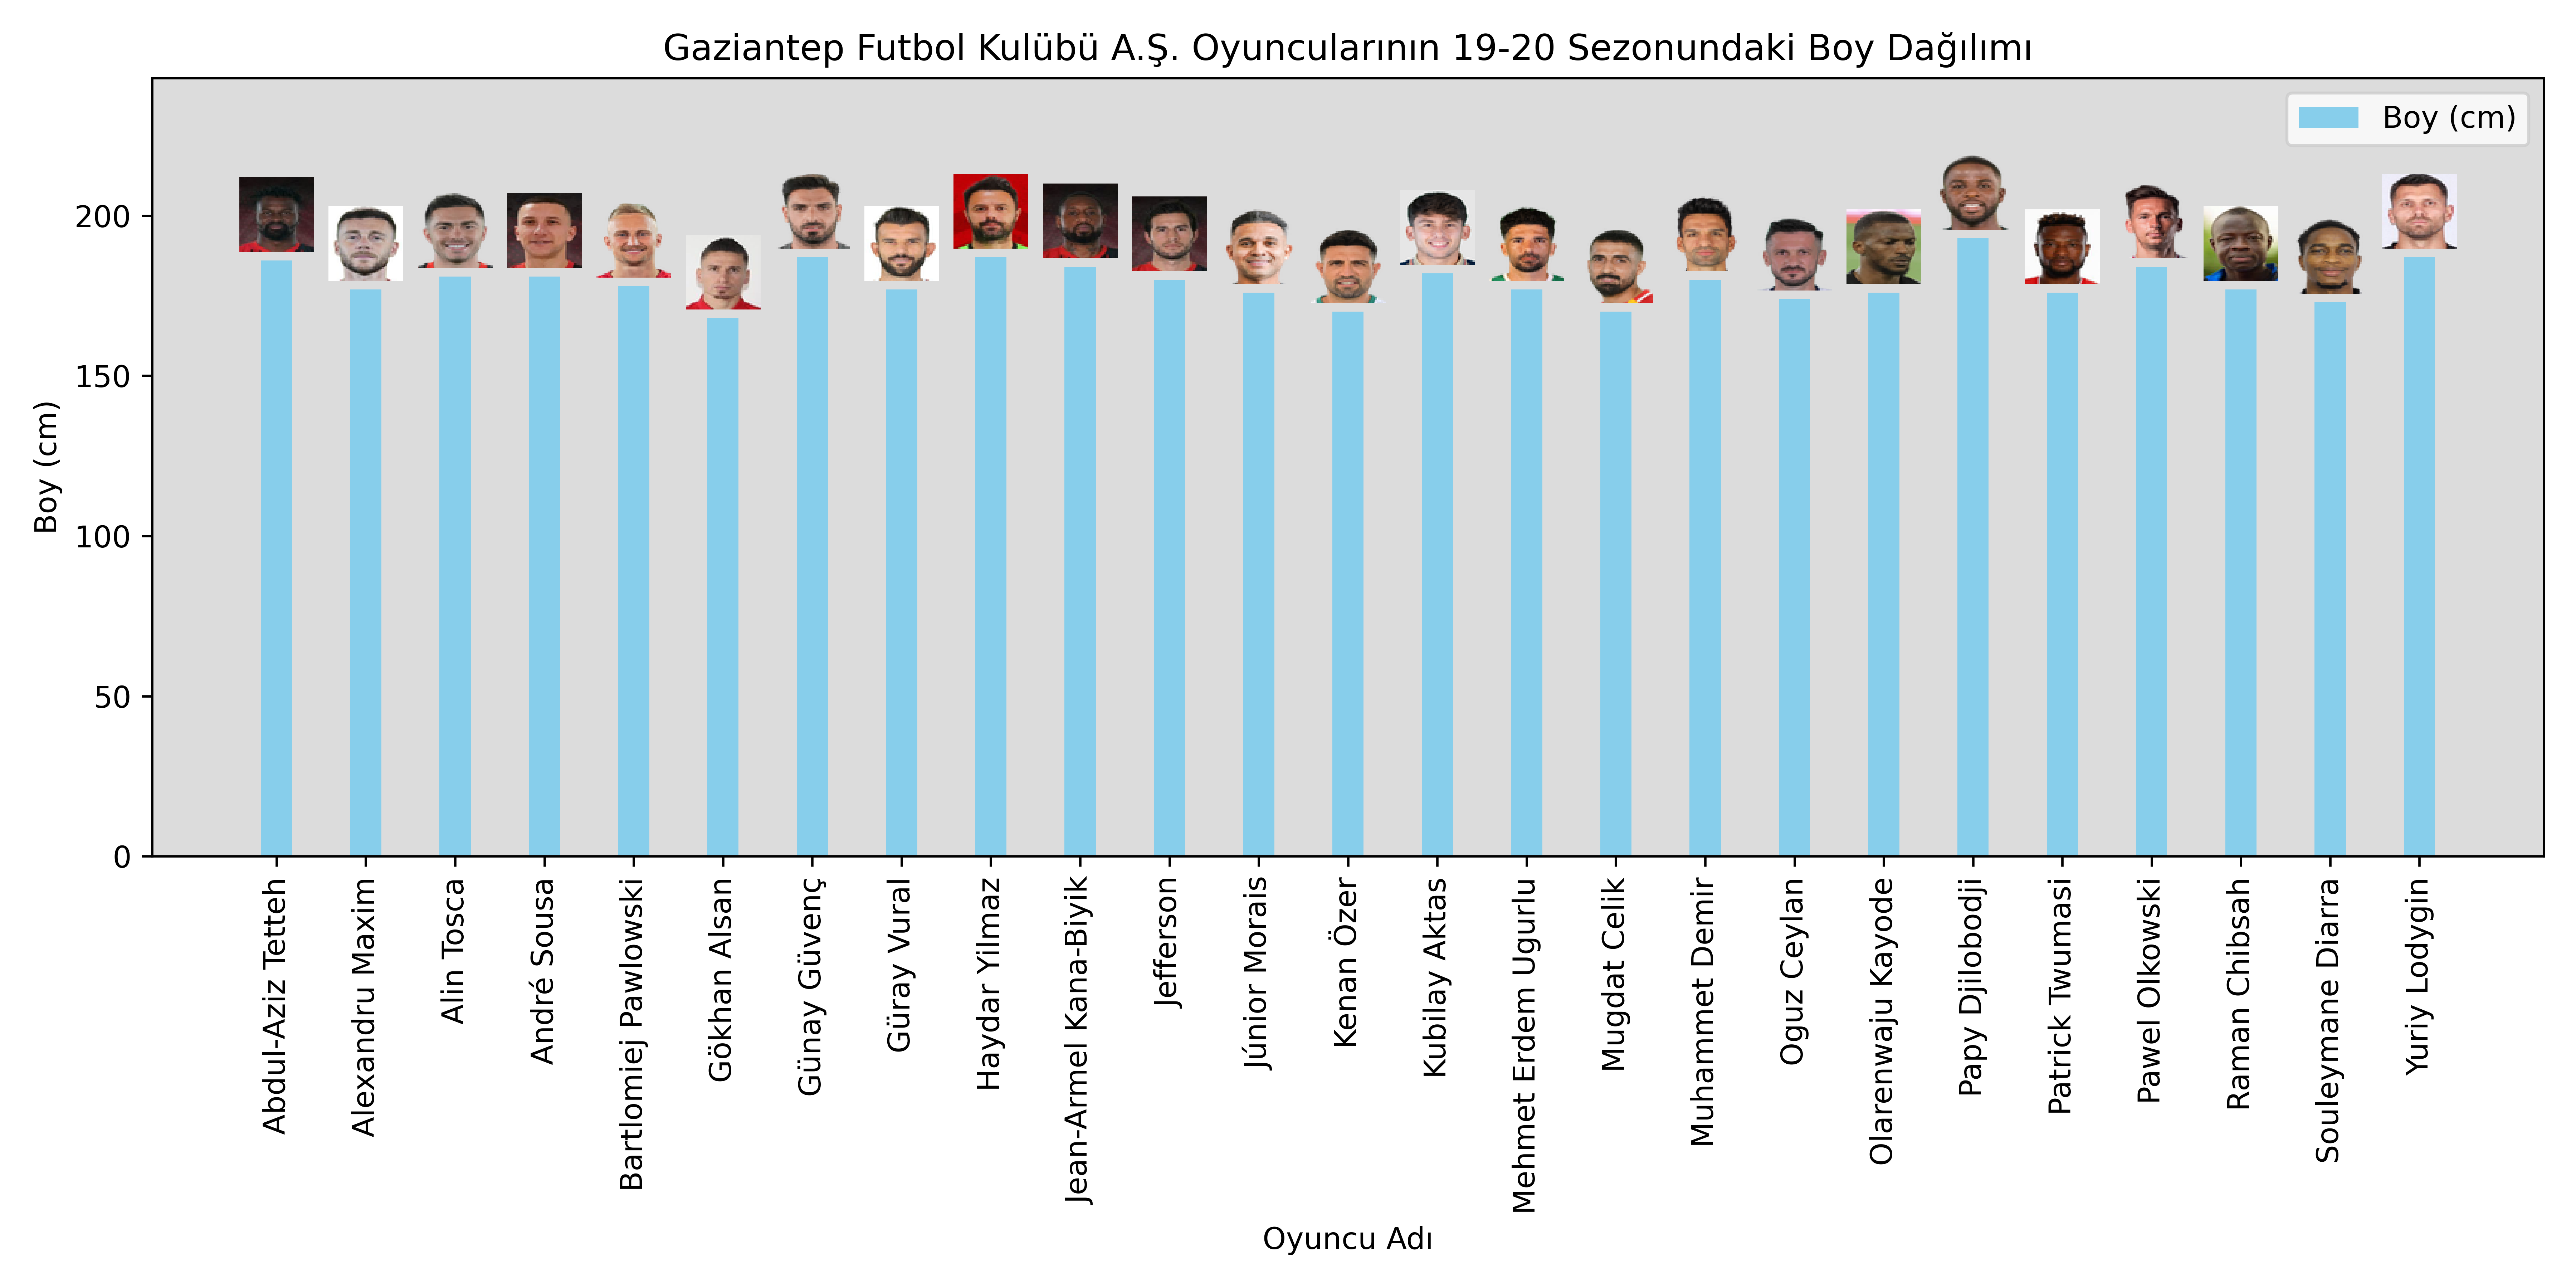 Gaziantep Futbol Kulübü A.Ş. Oyuncularının 19-20 Sezonundaki Boy Dağılımı
Boy (cm)
Boy (cm)
200
150
100
50
0
Abdul-Aziz Tetteh
Alexandru Maxim
Alin Tosca
André Sousa
Bartlomiej Pawlowski
Gökhan Alsan
Günay Güvenç
Güray Vural
Haydar Yilmaz
Jean-Armel Kana-Biyik
Jefferson
Júnior Morais
Kenan Özer
Kubilay Aktas
Mehmet Erdem Ugurlu
Mugdat Celik
Muhammet Demir
Oguz Ceylan
Olarenwaju Kayode
Papy Djilobodji
Patrick Twumasi
Pawel Olkowski
Raman Chibsah
Souleymane Diarra
Yuriy Lodygin
Oyuncu Adı